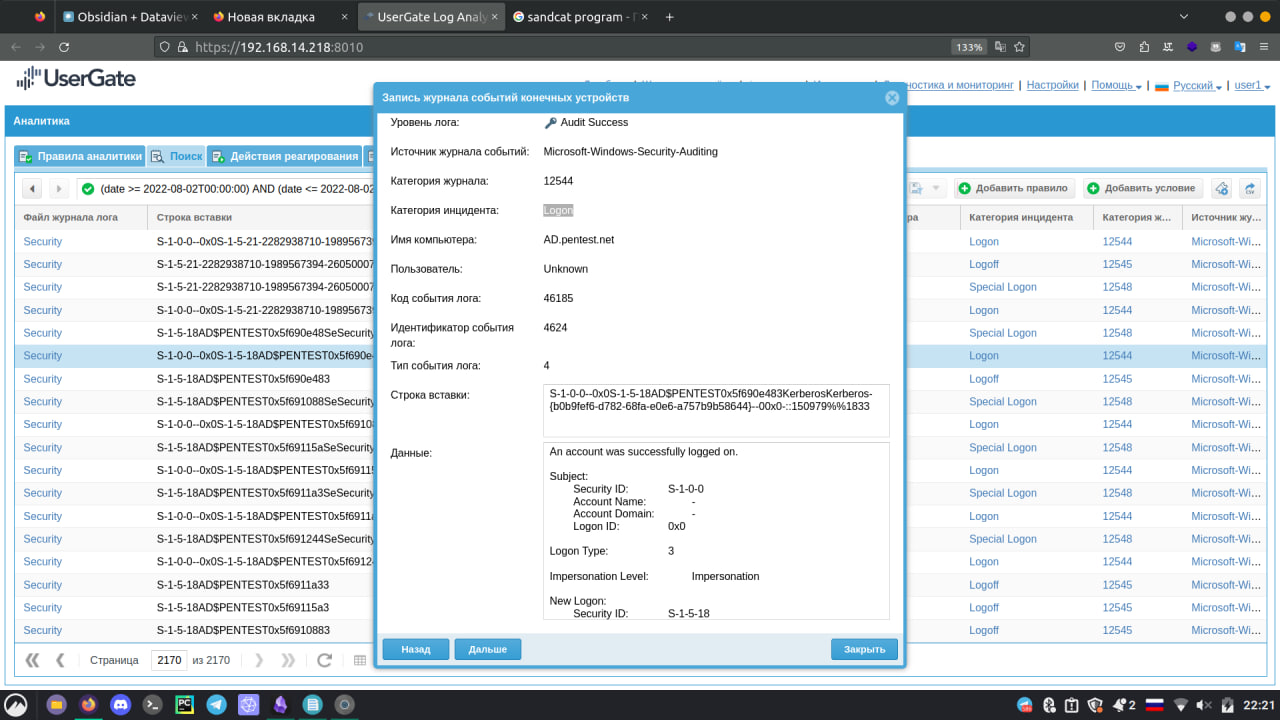 Obsidian + Dataview
Новая вкладка
UserGate Log Analy
sandcat program - П
https://192.168.14.218:8010
133%
UserGate
остика и мониторинг | Настройки | Помощь | Русский | user1
Аналитика
Правила аналитики
Поиск
Действия реагирования
(date >= 2022-08-02T00:00:00) AND (date <= 2022-08-02
Добавить правило
Добавить условие
CSV
Файл журнала лога
Строка вставки
Категория инцидента
Категория ж...
Источник жу...
Security S-1-0-0--0x0S-1-5-21-2282938710-198956739 Logon 12544 Microsoft-Wi...
Security S-1-5-21-2282938710-1989567394-26050007 Logoff 12545 Microsoft-Wi...
Security S-1-5-21-2282938710-1989567394-26050007 Special Logon 12548 Microsoft-Wi...
Security S-1-0-0--0x0S-1-5-21-2282938710-198956739 Logon 12544 Microsoft-Wi...
Security S-1-5-18AD$PENTEST0x5f690e48SeSecurity Special Logon 12548 Microsoft-Wi...
Security S-1-0-0--0x0S-1-5-18AD$PENTEST0x5f690e4 Logon 12544 Microsoft-Wi...
Security S-1-5-18AD$PENTEST0x5f690e483 Logoff 12545 Microsoft-Wi...
Security S-1-5-18AD$PENTEST0x5f691088SeSecurity Special Logon 12548 Microsoft-Wi...
Security S-1-0-0--0x0S-1-5-18AD$PENTEST0x5f69108 Logon 12544 Microsoft-Wi...
Security S-1-5-18AD$PENTEST0x5f69115aSeSecurity Special Logon 12548 Microsoft-Wi...
Security S-1-0-0--0x0S-1-5-18AD$PENTEST0x5f69115 Logon 12544 Microsoft-Wi...
Security S-1-5-18AD$PENTEST0x5f6911a3SeSecurity Special Logon 12548 Microsoft-Wi...
Security S-1-0-0--0x0S-1-5-18AD$PENTEST0x5f6911a Logon 12544 Microsoft-Wi...
Security S-1-5-18AD$PENTEST0x5f691244SeSecurity Special Logon 12548 Microsoft-Wi...
Security S-1-0-0--0x0S-1-5-18AD$PENTEST0x5f69124 Logon 12544 Microsoft-Wi...
Security S-1-5-18AD$PENTEST0x5f6911a33 Logoff 12545 Microsoft-Wi...
Security S-1-5-18AD$PENTEST0x5f69115a3 Logoff 12545 Microsoft-Wi...
Security S-1-5-18AD$PENTEST0x5f6910883 Logoff 12545 Microsoft-Wi...
Страница 2170 из 2170
Запись журнала событий конечных устройств
Уровень лога: Audit Success
Источник журнала событий: Microsoft-Windows-Security-Auditing
Категория журнала: 12544
Категория инцидента: Logon
Имя компьютера: AD.pentest.net
Пользователь: Unknown
Код события лога: 46185
Идентификатор события лога: 4624
Тип события лога: 4
Строка вставки:
S-1-0-0--0x0S-1-5-18AD$PENTEST0x5f690e483KerberosKerberos-
{b0b9fef6-d782-68fa-e0e6-a757b9b58644}--00x0-::150979%%1833
Данные:
An account was successfully logged on.
Subject:
Security ID: S-1-0-0
Account Name: -
Account Domain: -
Logon ID: 0x0
Logon Type: 3
Impersonation Level: Impersonation
New Logon:
Security ID: S-1-5-18
Назад
Дальше
Закрыть
2
22:21